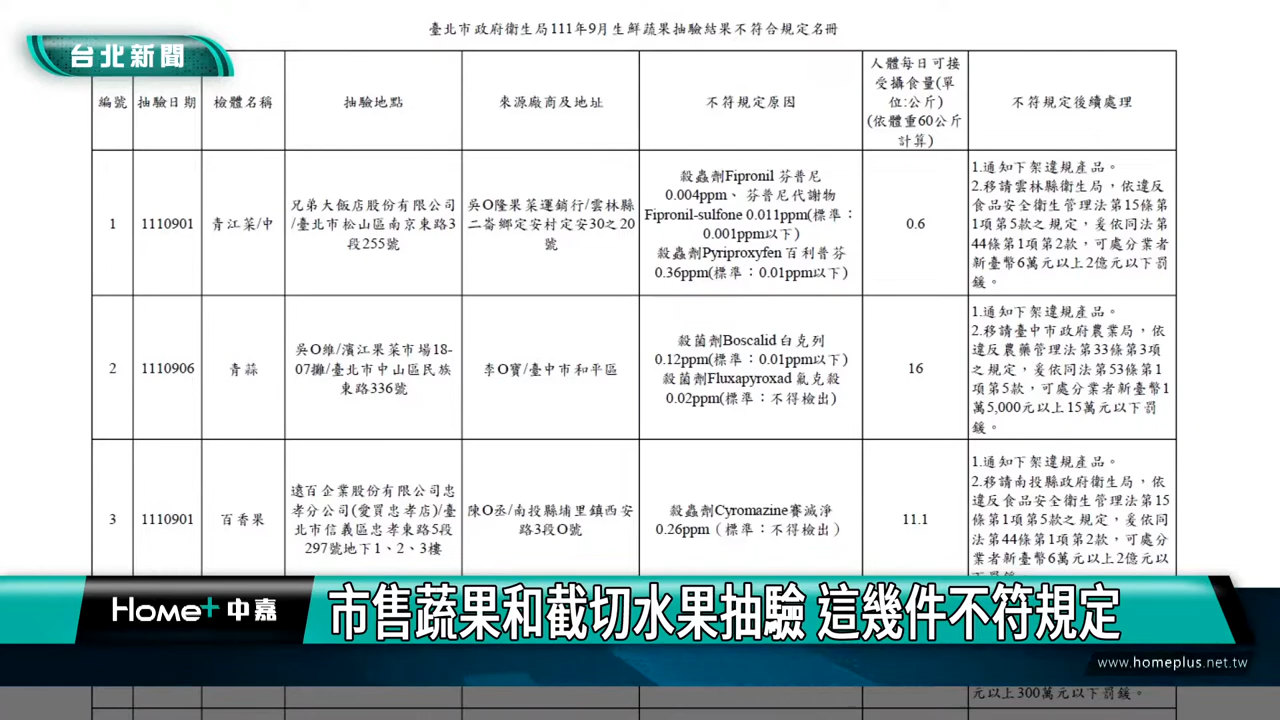 臺北市政府衛生局111年9月生鮮蔬果抽驗結果不符合規定名冊
台北新聞
編號
抽驗日期
檢體名稱
抽驗地點
來源廠商及地址
不符規定原因
人體每日可接
受攝食量(單
位:公斤)
(依體重60公斤
計算)
不符規定後續處理
1
1110901
青江菜/中
兄弟大飯店股份有限公司
/臺北市松山區南京東路3
段255號
吳O隆果菜運銷行/雲林縣
二崙鄉定安村定安30之20
號
殺蟲劑Fipronil 芬普尼
0.004ppm、芬普尼代謝物
Fipronil-sulfone 0.011ppm(標準：
0.001ppm以下)
殺蟲劑Pyriproxyfen 百利普芬
0.36ppm(標準：0.01ppm以下)
0.6
1.通知下架違規產品。
2.移請雲林縣衛生局，依違反
食品安全衛生管理法第15條第
1項第5款之規定，爰依同法第
44條第1項第2款，可處分業者
新臺幣6萬元以上2億元以下罰
鍰。
2
1110906
青蒜
吳O維/濱江果菜市場18-
07攤/臺北市中山區民族
東路336號
李O寶/臺中市和平區
殺菌劑Boscalid 白克列
0.12ppm(標準：0.01ppm以下)
殺菌劑Fluxapyroxad 氟克殺
0.02ppm(標準：不得檢出)
16
1.通知下架違規產品。
2.移請臺中市政府農業局，依
違反農藥管理法第33條第3項
之規定，爰依同法第53條第1
項第5款，可處分業者新臺幣1
萬5,000元以上15萬元以下罰
鍰。
3
1110901
百香果
遠百企業股份有限公司忠
孝分公司(愛買忠孝店)/臺
北市信義區忠孝東路5段
297號地下1、2、3樓
陳O丞/南投縣埔里鎮西安
路3段O號
殺蟲劑Cyromazine賽滅淨
0.26ppm（標準：不得檢出）
11.1
1.通知下架違規產品。
2.移請南投縣政府衛生局，依
違反食品安全衛生管理法第15
條第1項第5款之規定，爰依同
法第44條第1項第2款，可處分
業者新臺幣6萬元以上2億元以
Home+中嘉
市售蔬果和截切水果抽驗 這幾件不符規定
www.homeplus.net.tw
元以上300萬元以下罰鍰。